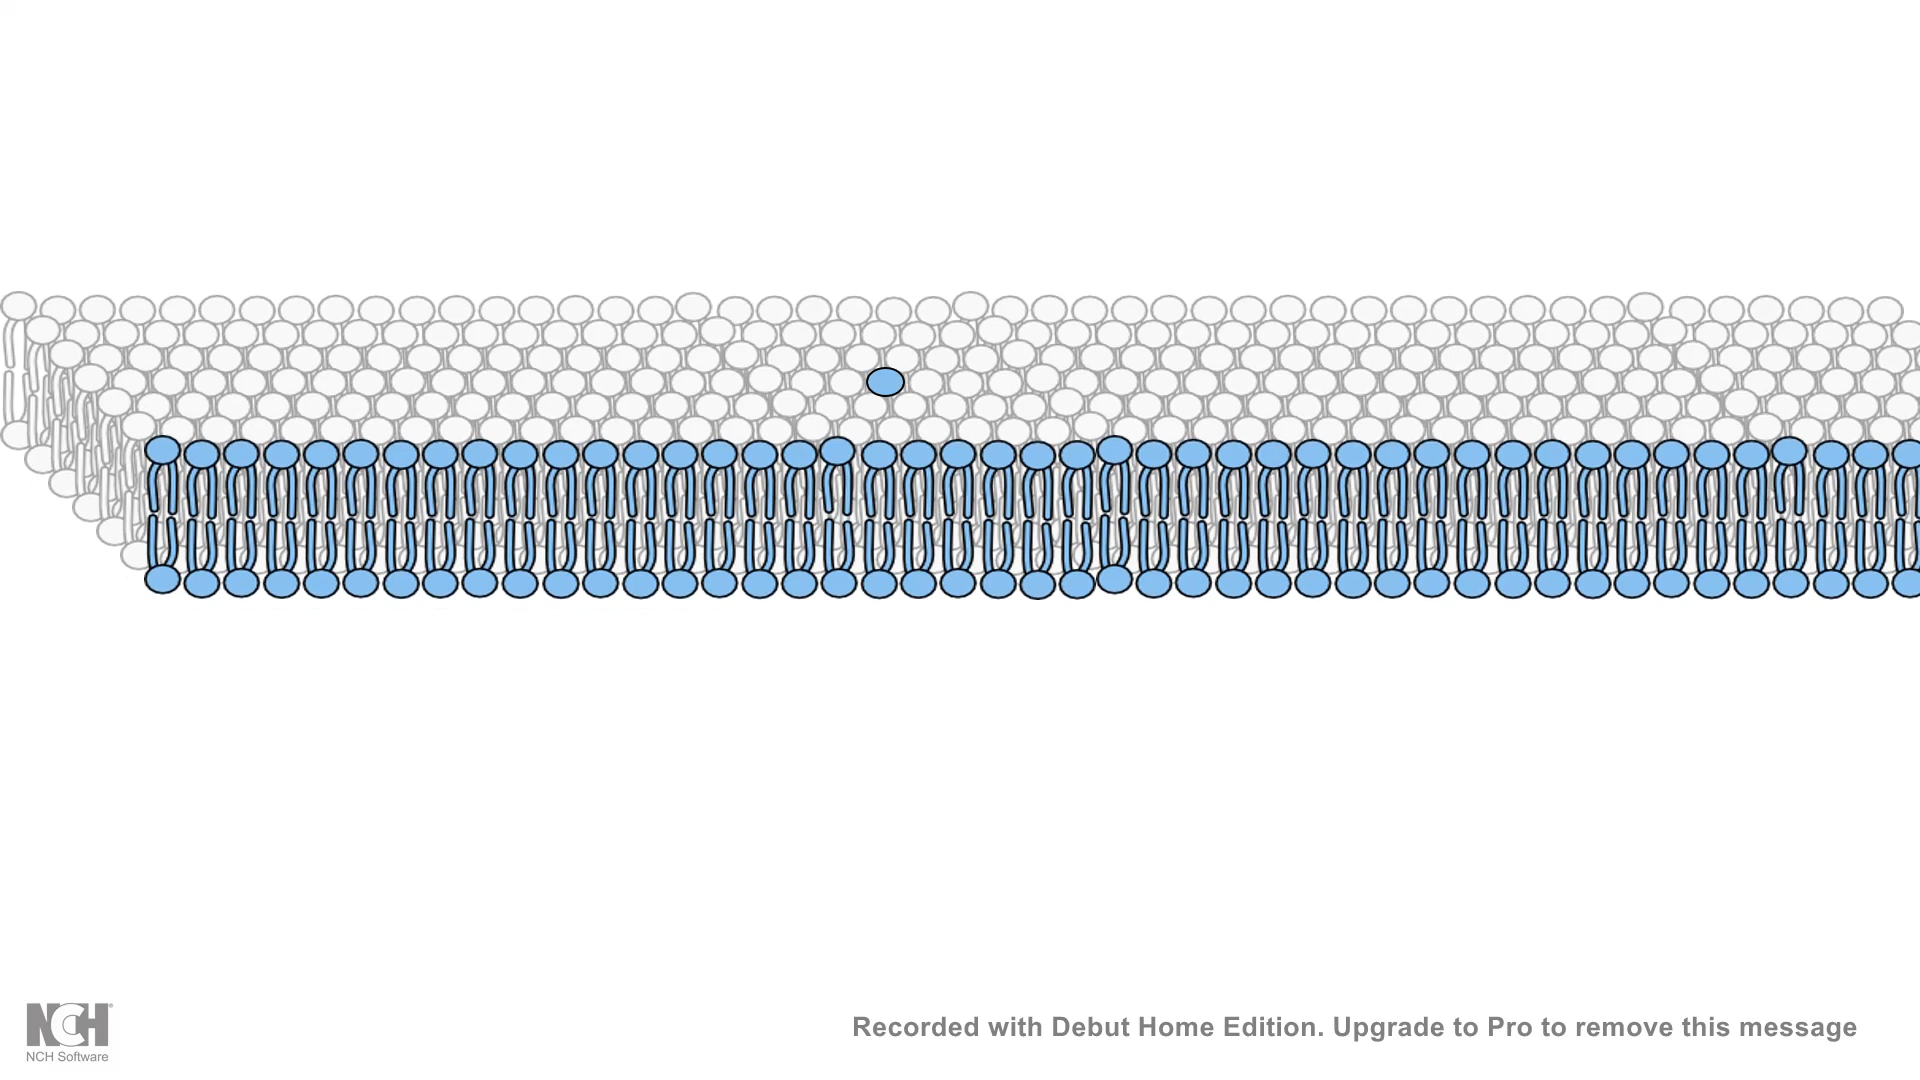 NCH
NCH Software
Recorded with Debut Home Edition. Upgrade to Pro to remove this message